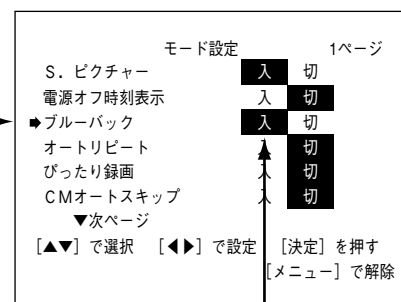 モード設定 1ページ
S．ピクチャー 入 切
電源オフ時刻表示 入 切
➡ブルーバック 入 切
オートリピート 入 切
ぴったり録画 入 切
CMオートスキップ 入 切
▼次ページ
[▲▼] で選択 [◀▶] で設定 [決定] を押す
[メニュー] で解除